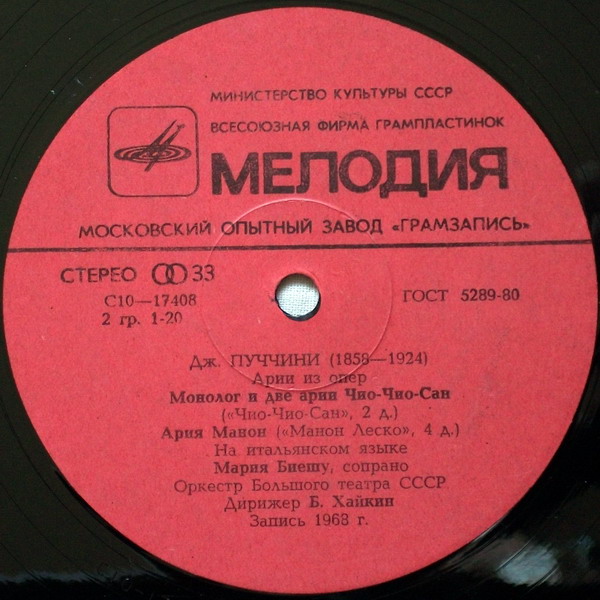 МИНИСТЕРСТВО КУЛЬТУРЫ СССР
ВСЕСОЮЗНАЯ ФИРМА ГРАМПЛАСТИНОК
МЕЛОДИЯ
МОСКОВСКИЙ ОПЫТНЫЙ ЗАВОД «ГРАМЗАПИСЬ»
СТЕРЕО 33
С10—17408
2 гр. 1-20
ГОСТ 5289-80
Дж. ПУЧЧИНИ (1858—1924)
Арии из опер
Монолог и две арии Чио-Чио-Сан
(«Чио-Чио-Сан», 2 д.)
Ария Манон («Манон Леско», 4 д.)
На итальянском языке
Мария Биешу, сопрано
Оркестр Большого театра СССР
Дирижер Б. Хайкин
Запись 1968 г.